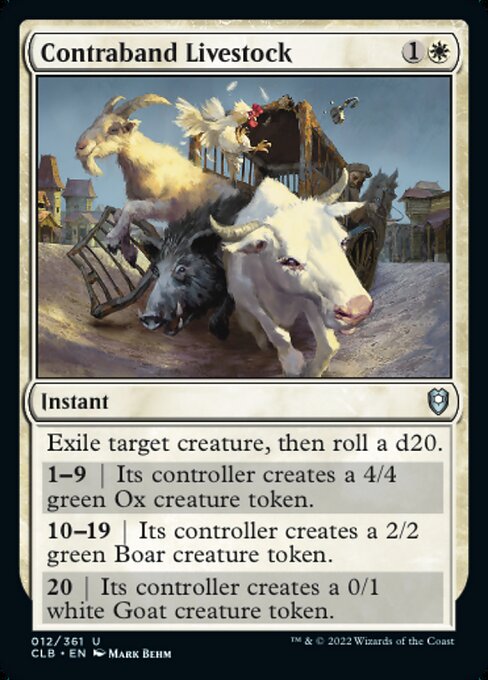 Contraband Livestock 1
Instant
Exile target creature, then roll a d20.
1–9 | Its controller creates a 4/4
green Ox creature token.
10–19 | Its controller creates a 2/2
green Boar creature token.
20 | Its controller creates a 0/1
white Goat creature token.
012/361 U
™ & © 2022 Wizards of the Coast
CLB • EN Mark Behm